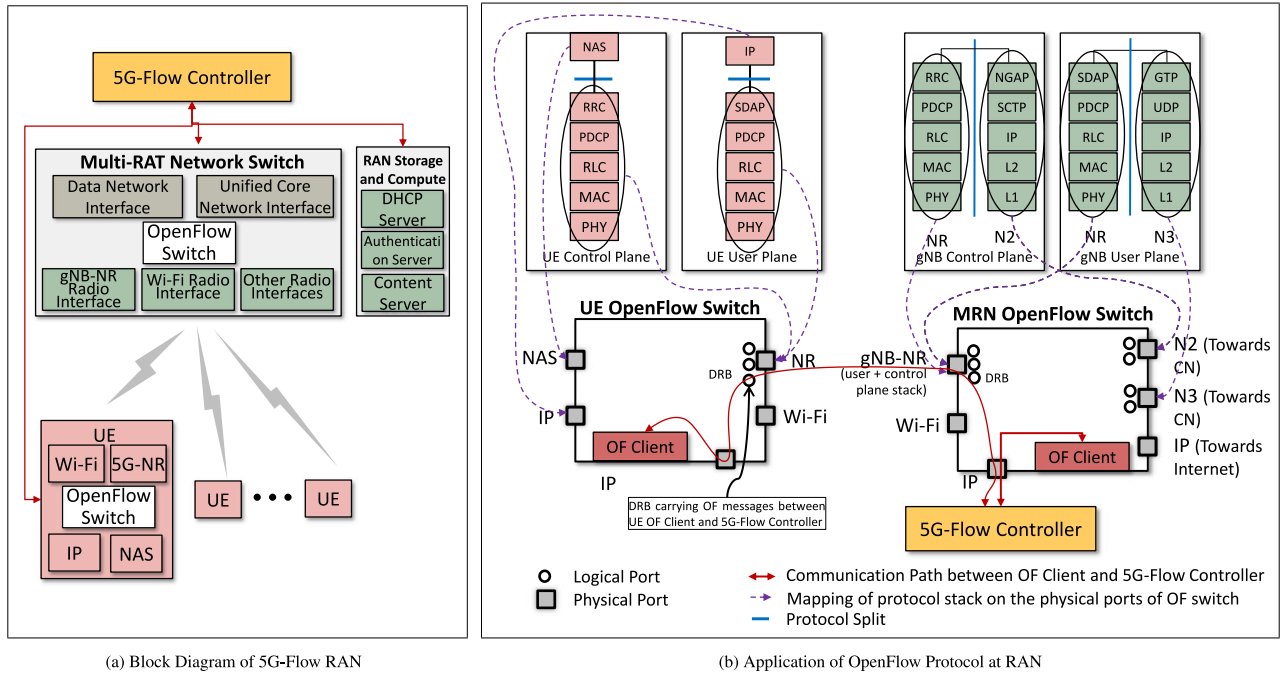 5G-Flow Controller
Multi-RAT Network Switch
Data Network
Interface
Unified Core
Network Interface
OpenFlow
Switch
gNB-NR
Radio
Interface
Wi-Fi Radio
Interface
Other Radio
Interfaces
RAN Storage
and Compute
DHCP
Server
Authenticati
on Server
Content
Server
UE
Wi-Fi
5G-NR
OpenFlow
Switch
IP
NAS
UE
UE
(a) Block Diagram of 5G-Flow RAN
NAS
RRC
PDCP
RLC
MAC
PHY
UE Control Plane
IP
SDAP
PDCP
RLC
MAC
PHY
UE User Plane
RRC
PDCP
RLC
MAC
PHY
NR
NGAP
SCTP
IP
L2
L1
N2
gNB Control Plane
SDAP
PDCP
RLC
MAC
PHY
NR
GTP
UDP
IP
L2
L1
N3
gNB User Plane
UE OpenFlow Switch
NAS
IP
DRB
NR
Wi-Fi
OF Client
IP
DRB carrying OF messages between
UE OF Client and 5G-Flow Controller
MRN OpenFlow Switch
gNB-NR
(user + control
plane stack)
DRB
Wi-Fi
N2 (Towards
CN)
N3 (Towards
CN)
IP (Towards
Internet)
OF Client
IP
5G-Flow Controller
Logical Port
Physical Port
Communication Path between OF Client and 5G-Flow Controller
Mapping of protocol stack on the physical ports of OF switch
Protocol Split
(b) Application of OpenFlow Protocol at RAN